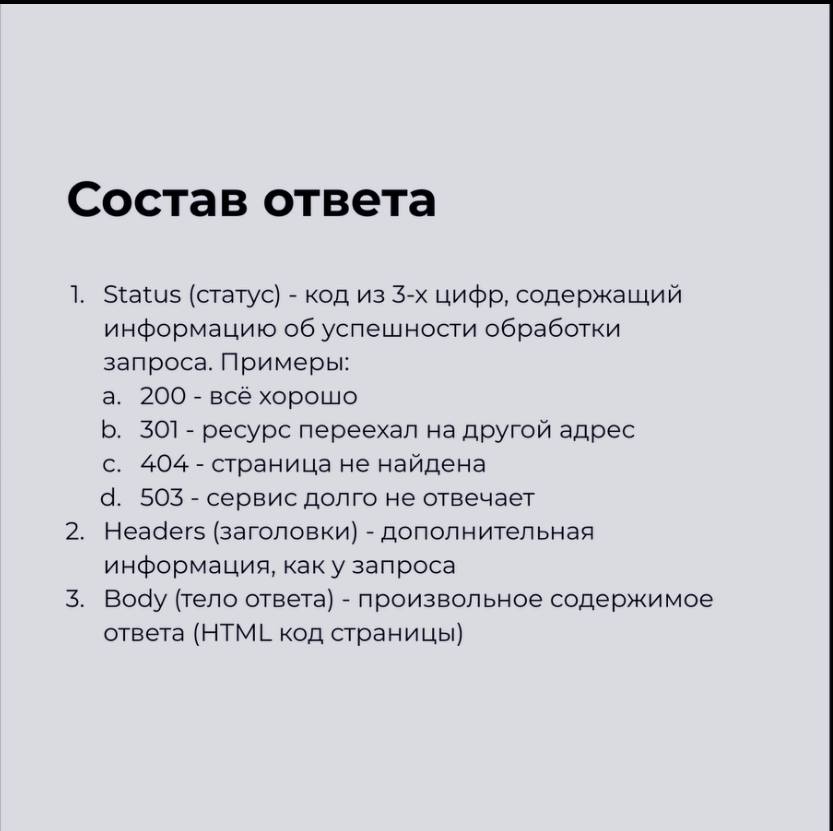 Состав ответа
1. Status (статус) - код из 3-х цифр, содержащий
информацию об успешности обработки
запроса. Примеры:
a. 200 - всё хорошо
b. 301 - ресурс переехал на другой адрес
c. 404 - страница не найдена
d. 503 - сервис долго не отвечает
2. Headers (заголовки) - дополнительная
информация, как у запроса
3. Body (тело ответа) - произвольное содержимое
ответа (HTML код страницы)